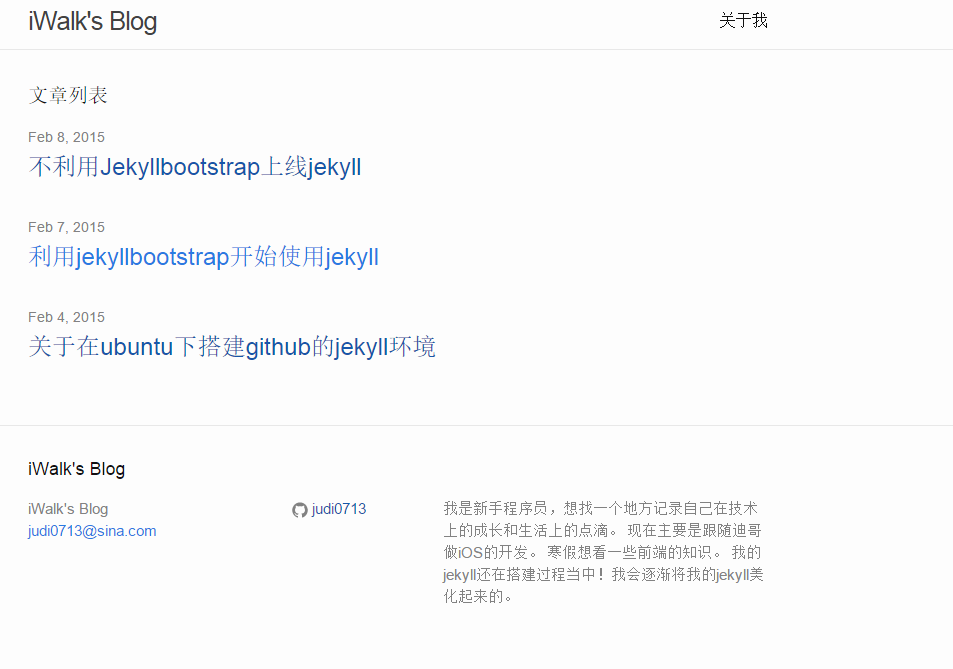 iWalk's Blog
关于我
文章列表
Feb 8, 2015
不利用Jekyllbootstrap上线jekyll
Feb 7, 2015
利用jekyllbootstrap开始使用jekyll
Feb 4, 2015
关于在ubuntu下搭建github的jekyll环境
iWalk's Blog
iWalk's Blog
judi0713@sina.com
judi0713
我是新手程序员，想找一个地方记录自己在技术
上的成长和生活上的点滴。 现在主要是跟随迪哥
做iOS的开发。 寒假想看一些前端的知识。 我的
jekyll还在搭建过程当中！我会逐渐将我的jekyll美
化起来的。